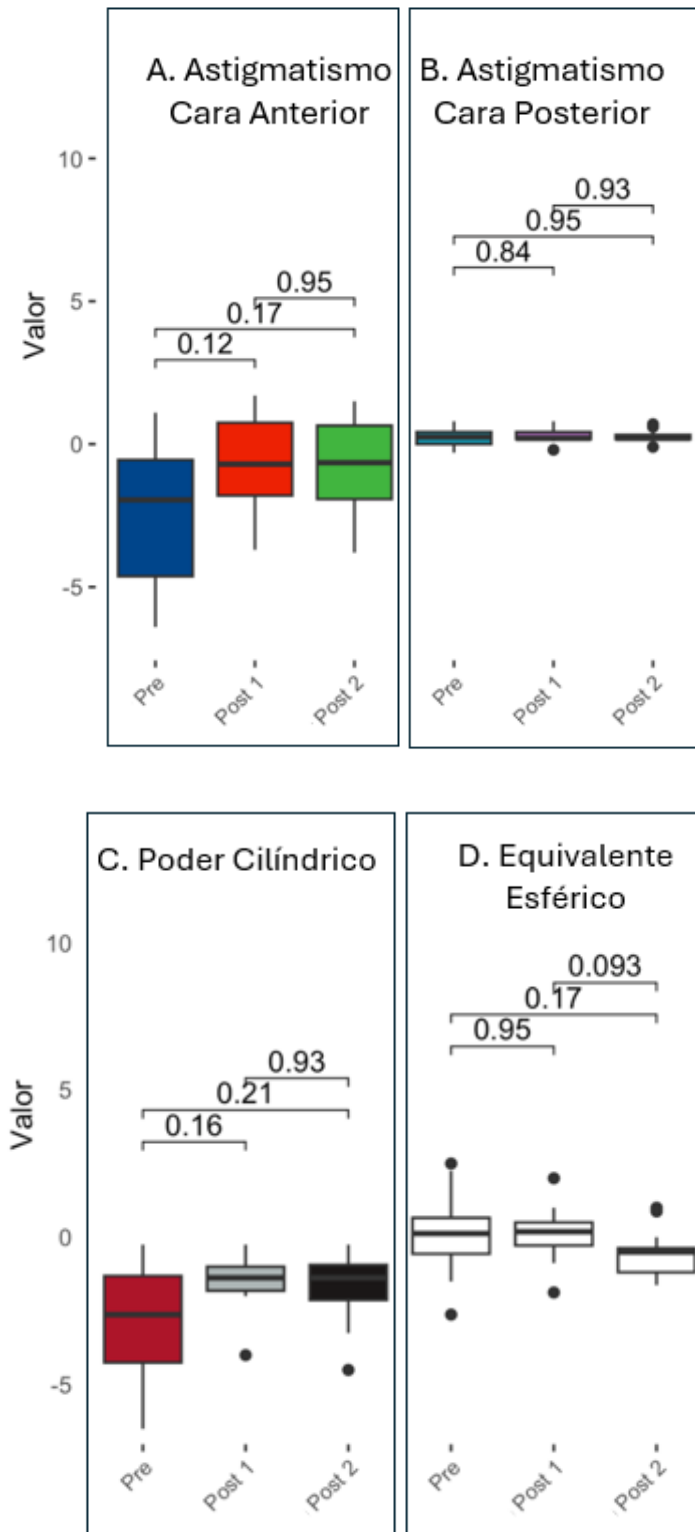 A. Astigmatismo
Cara Anterior
B. Astigmatismo
Cara Posterior
Valor
10
5
0
-5
0.95
0.17
0.12
0.93
0.95
0.84
Pre
Post 1
Post 2
Pre
Post 1
Post 2
C. Poder Cilíndrico
D. Equivalente
Esférico
Valor
10
5
0
-5
0.93
0.21
0.16
0.093
0.17
0.95
Pre
Post 1
Post 2
Pre
Post 1
Post 2